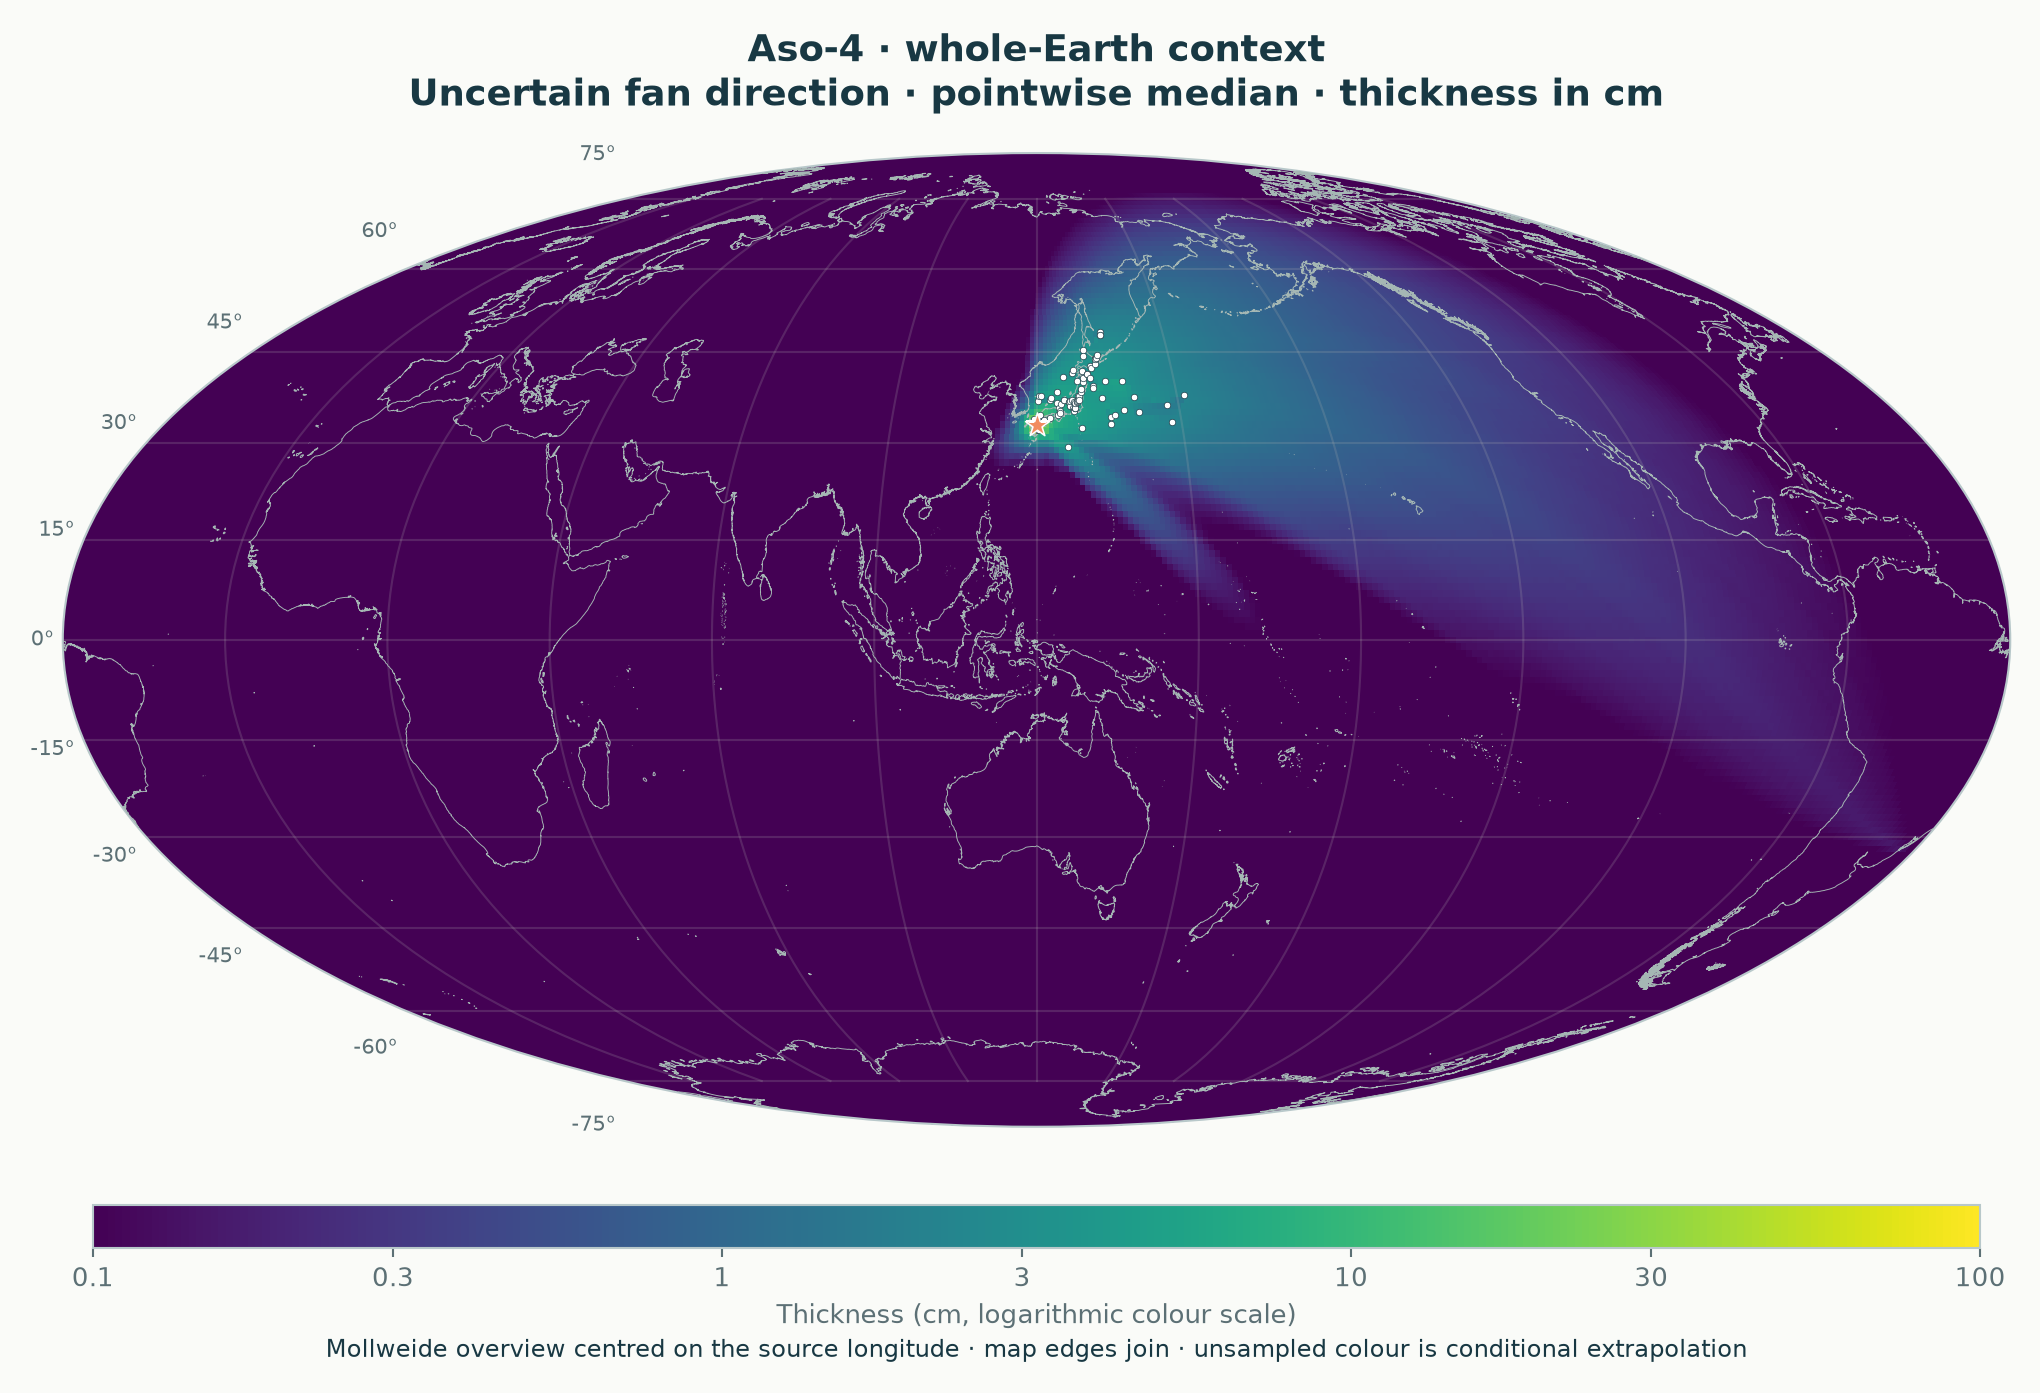 Aso-4 · whole-Earth context
Uncertain fan direction · pointwise median · thickness in cm
75°
60°
45°
30°
15°
0°
-15°
-30°
-45°
-60°
-75°
0.1 0.3 1 3 10 30 100
Thickness (cm, logarithmic colour scale)
Mollweide overview centred on the source longitude · map edges join · unsampled colour is conditional extrapolation